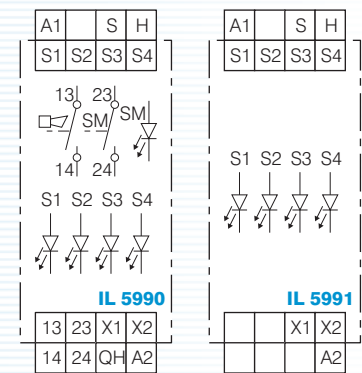 A1 S H A1 S H
S1 S2 S3 S4 S1 S2 S3 S4
13 23
SM SM
14 24
S1 S2 S3 S4
S1 S2 S3 S4
IL 5990 IL 5991
13 23 X1 X2 X1 X2
14 24 QH A2 A2